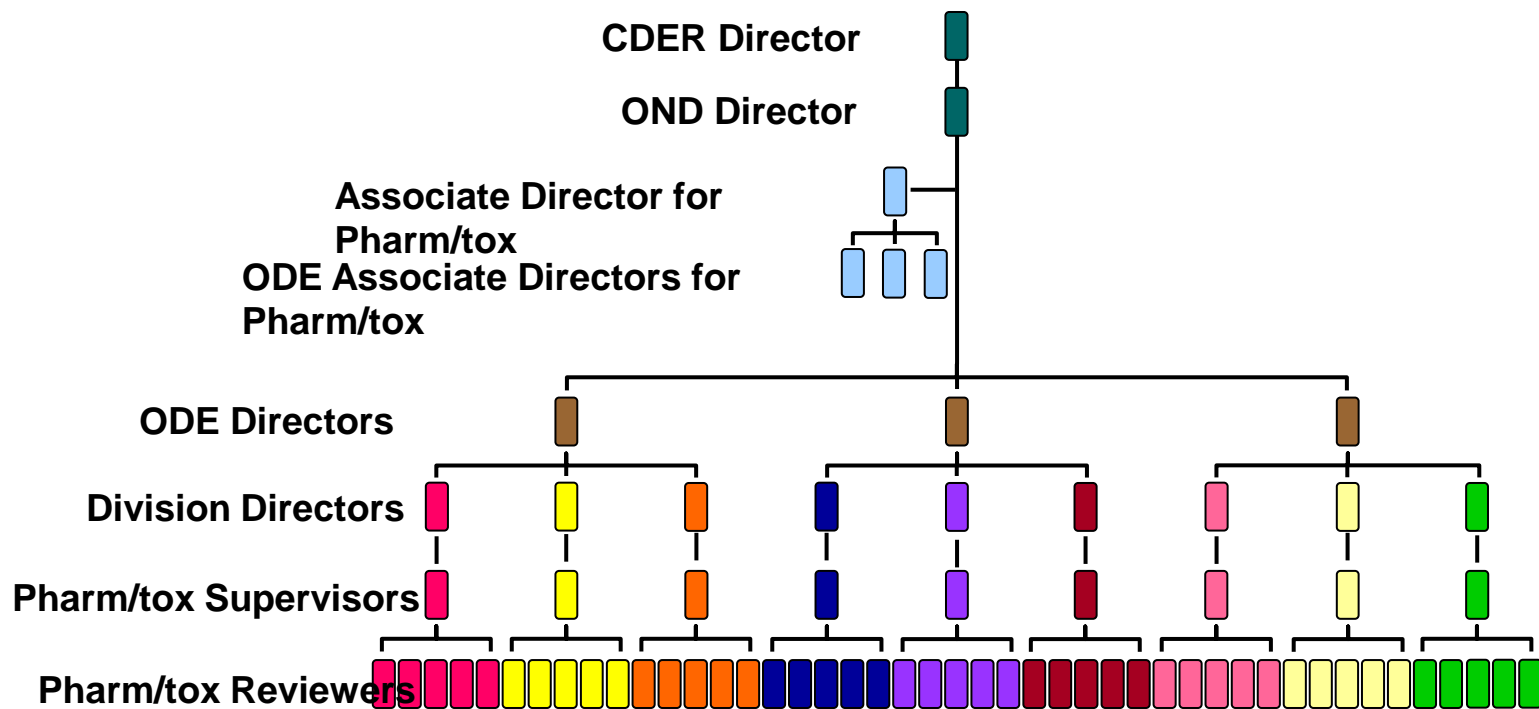 CDER Director
OND Director
Associate Director for
Pharm/tox
ODE Associate Directors for
Pharm/tox
ODE Directors
Division Directors
Pharm/tox Supervisors
Pharm/tox Reviewers